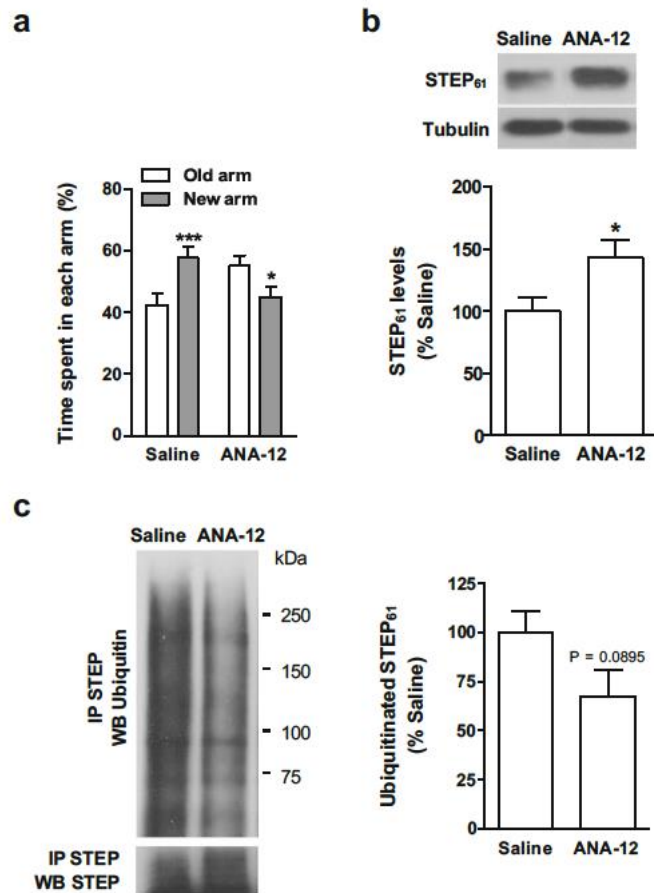 a
Old arm
New arm
Time spent in each arm (%)
80
60
40
20
0
***
*
Saline ANA-12
b
Saline ANA-12
STEP61
Tubulin
STEP61 levels
(% Saline)
200
150
100
50
0
*
Saline ANA-12
c
Saline ANA-12
kDa
IP STEP
WB Ubiquitin
250
150
100
75
IP STEP
WB STEP
Ubiquitinated STEP61
(% Saline)
125
100
75
50
25
0
P = 0.0895
Saline ANA-12